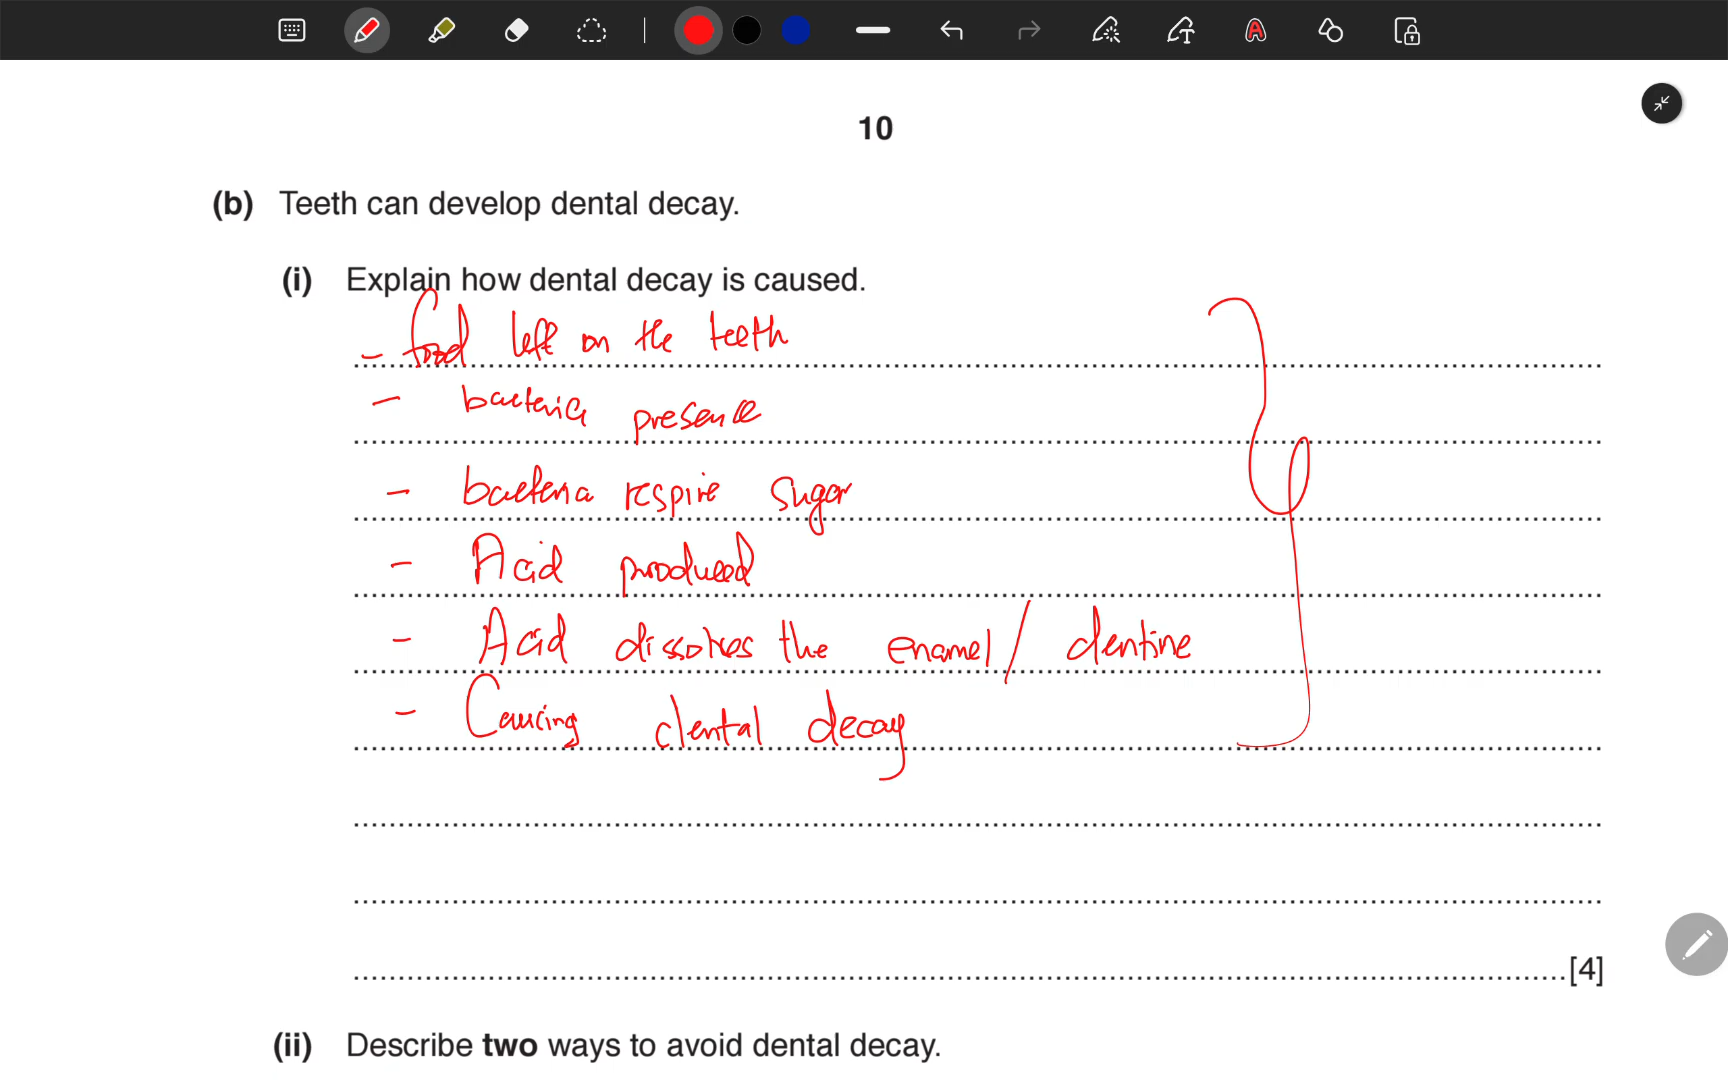 10
(b) Teeth can develop dental decay.
(i) Explain how dental decay is caused.
- food left on the teeth
- bacteria presence
- bacteria respire sugar
- Acid produced
- Acid dissolves the enamel / dentine
- Causing dental decay
[4]
(ii) Describe two ways to avoid dental decay.